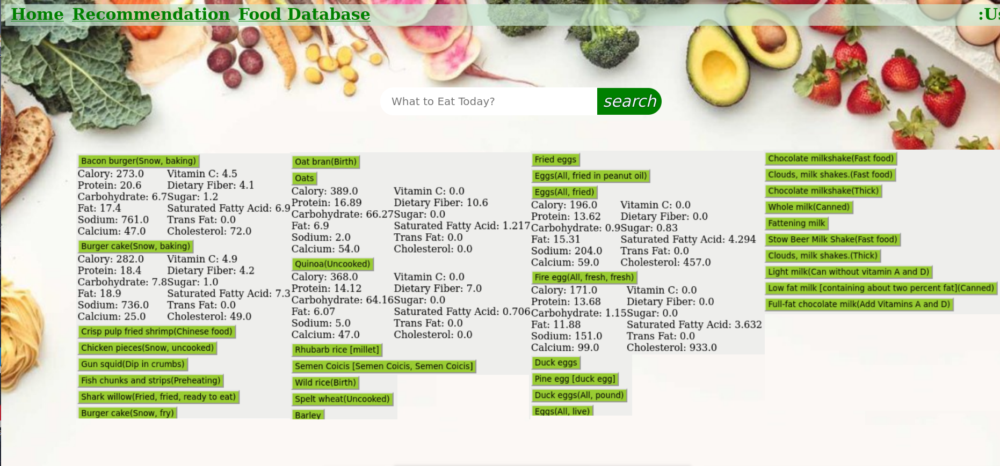 Home Recommendation Food Database :Us
What to Eat Today? search
Bacon burger(Snow, baking)
Calory: 273.0 Vitamin C: 4.5
Protein: 20.6 Dietary Fiber: 4.1
Carbohydrate: 6.7 Sugar: 1.2
Fat: 17.4 Saturated Fatty Acid: 6.9
Sodium: 761.0 Trans Fat: 0.0
Calcium: 47.0 Cholesterol: 72.0
Burger cake(Snow, baking)
Calory: 282.0 Vitamin C: 4.9
Protein: 18.4 Dietary Fiber: 4.2
Carbohydrate: 7.8 Sugar: 1.0
Fat: 18.9 Saturated Fatty Acid: 7.3
Sodium: 736.0 Trans Fat: 0.0
Calcium: 25.0 Cholesterol: 49.0
Crisp pulp fried shrimp(Chinese food)
Chicken pieces(Snow, uncooked)
Gun squid(Dip in crumbs)
Fish chunks and strips(Preheating)
Shark willow(Fried, fried, ready to eat)
Burger cake(Snow, fry)
Oat bran(Birth)
Oats
Calory: 389.0 Vitamin C: 0.0
Protein: 16.89 Dietary Fiber: 10.6
Carbohydrate: 66.27 Sugar: 0.0
Fat: 6.9 Saturated Fatty Acid: 1.217
Sodium: 2.0 Trans Fat: 0.0
Calcium: 54.0 Cholesterol: 0.0
Quinoa(Uncooked)
Calory: 368.0 Vitamin C: 0.0
Protein: 14.12 Dietary Fiber: 7.0
Carbohydrate: 64.16 Sugar: 0.0
Fat: 6.07 Saturated Fatty Acid: 0.706
Sodium: 5.0 Trans Fat: 0.0
Calcium: 47.0 Cholesterol: 0.0
Rhubarb rice [millet]
Semen Coicis [Semen Coicis, Semen Coicis]
Wild rice(Birth)
Spelt wheat(Uncooked)
Barley
Fried eggs
Eggs(All, fried in peanut oil)
Eggs(All, fried)
Calory: 196.0 Vitamin C: 0.0
Protein: 13.62 Dietary Fiber: 0.0
Carbohydrate: 0.9 Sugar: 0.83
Fat: 15.31 Saturated Fatty Acid: 4.294
Sodium: 204.0 Trans Fat: 0.0
Calcium: 59.0 Cholesterol: 457.0
Fire egg(All, fresh, fresh)
Calory: 171.0 Vitamin C: 0.0
Protein: 13.68 Dietary Fiber: 0.0
Carbohydrate: 1.15 Sugar: 0.0
Fat: 11.88 Saturated Fatty Acid: 3.632
Sodium: 151.0 Trans Fat: 0.0
Calcium: 99.0 Cholesterol: 933.0
Duck eggs
Pine egg [duck egg]
Duck eggs(All, pound)
Eggs(All, live)
Chocolate milkshake(Fast food)
Clouds, milk shakes.(Fast food)
Chocolate milkshake(Thick)
Whole milk(Canned)
Fattening milk
Stow Beer Milk Shake(Fast food)
Clouds, milk shakes.(Thick)
Light milk(Can without vitamin A and D)
Low fat milk [containing about two percent fat](Canned)
Full-fat chocolate milk(Add Vitamins A and D)